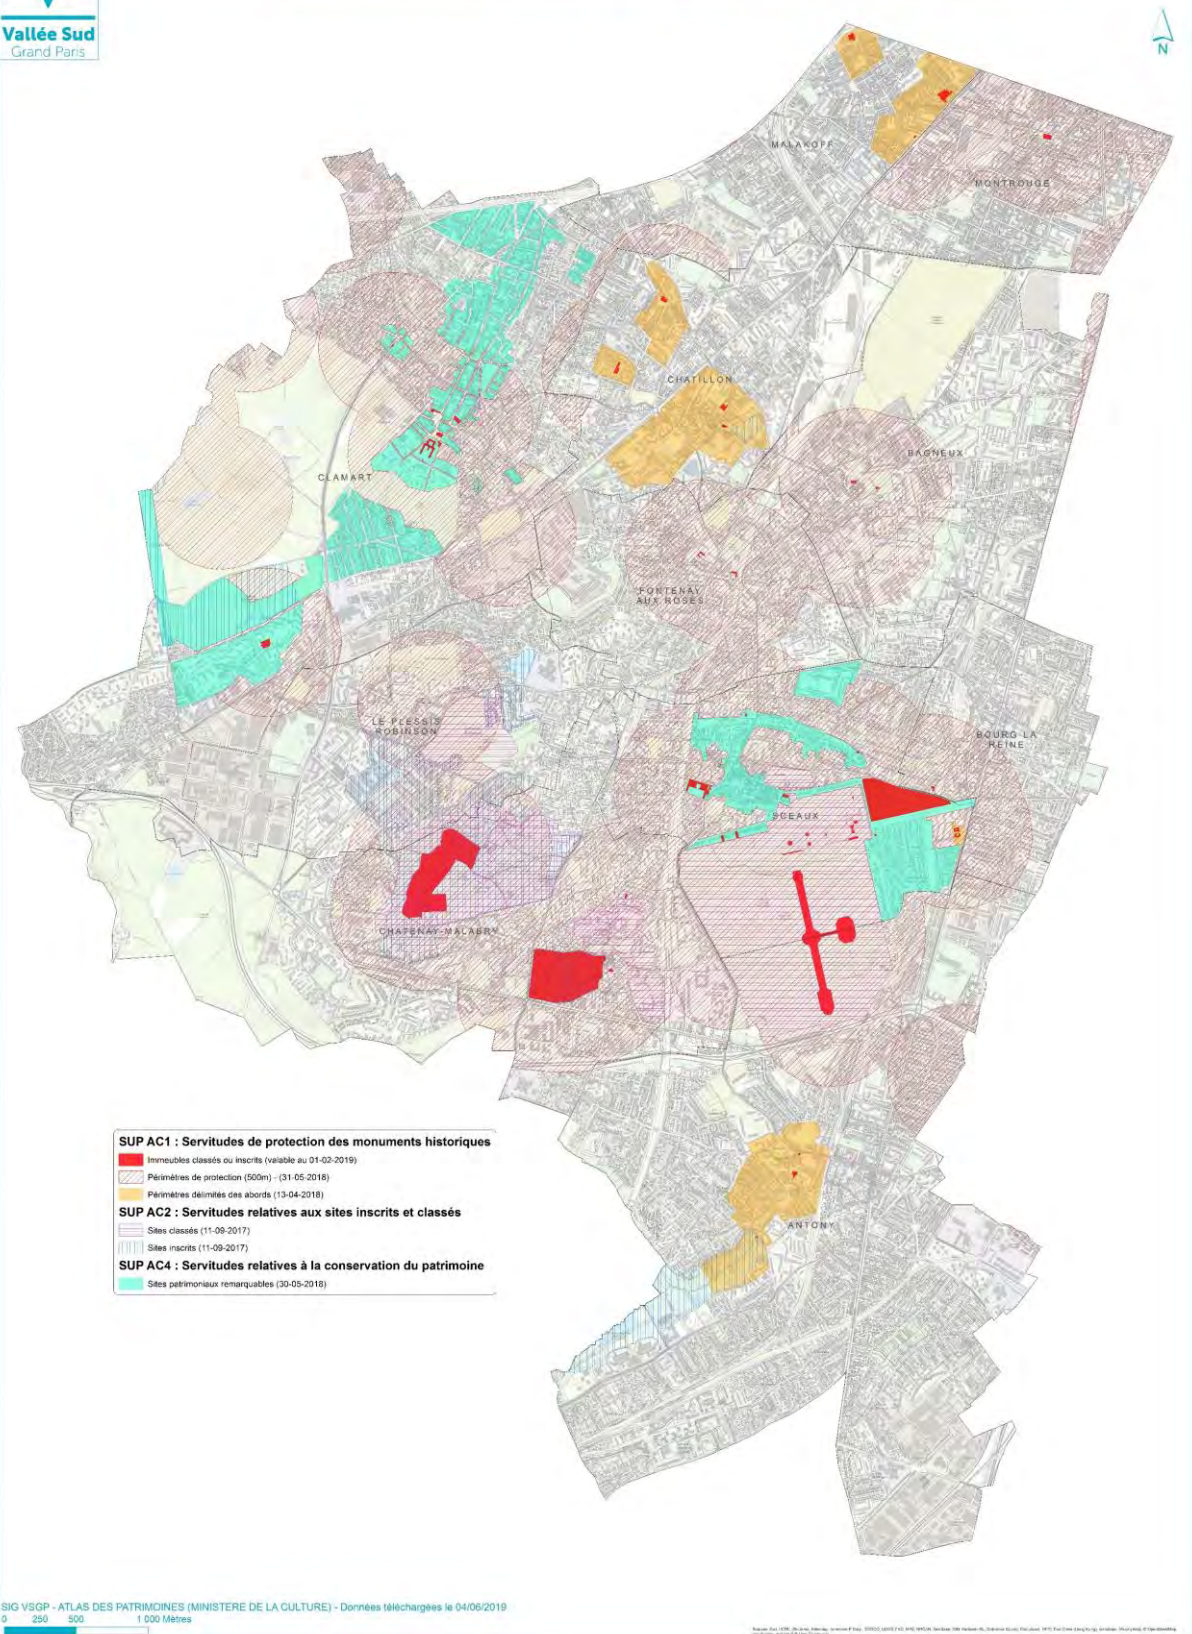 Vallée Sud
Grand Paris
N
MALAKOFF
MONTROUGE
CHATILLON
BAGNEUX
CLAMART
FONTENAY
AUX ROSES
LE PLESSIS
ROBINSON
BOURG LA
REINE
SCEAUX
CHATENAY-MALABRY
SUP AC1 : Servitudes de protection des monuments historiques
Immeubles classés ou inscrits (valable au 01-02-2019)
Périmètres de protection (500m) - (31-05-2018)
Périmètres délimités des abords (13-04-2018)
SUP AC2 : Servitudes relatives aux sites inscrits et classés
Sites classés (11-09-2017)
Sites inscrits (11-09-2017)
SUP AC4 : Servitudes relatives à la conservation du patrimoine
Sites patrimoniaux remarquables (30-05-2018)
ANTONY
SIG VSGP - ATLAS DES PATRIMOINES (MINISTERE DE LA CULTURE) - Données téléchargées le 04/06/2019
0 250 500 1 000 Mètres